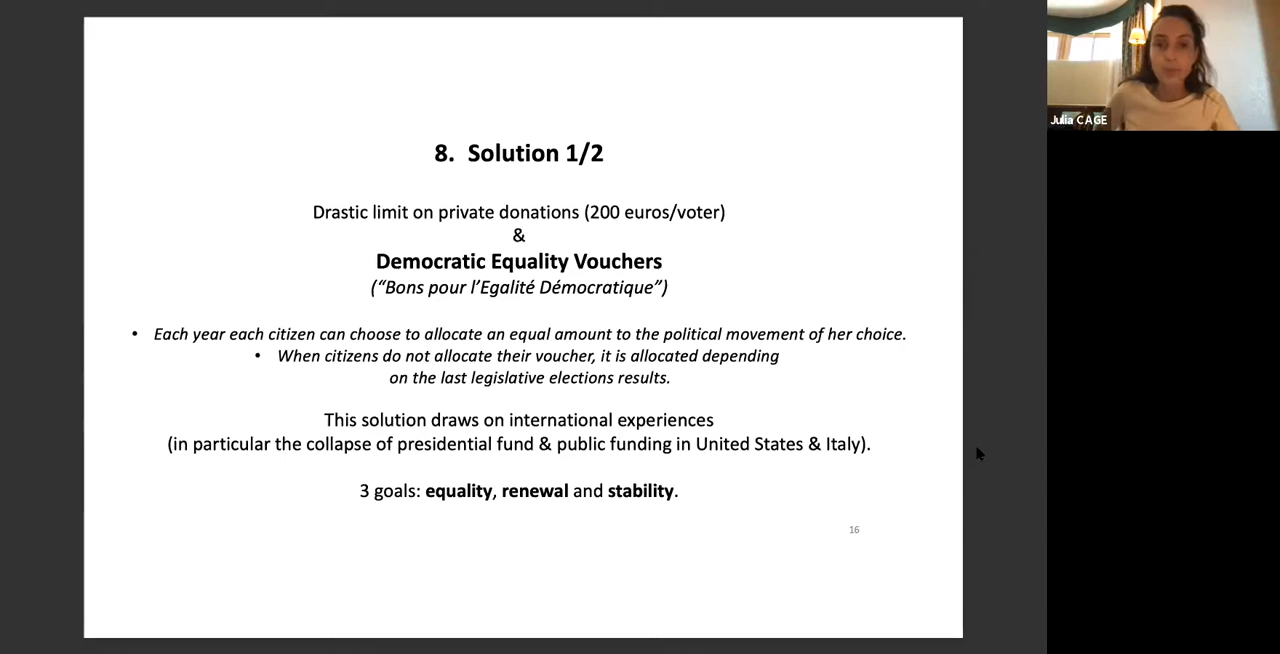 8. Solution 1/2
Drastic limit on private donations (200 euros/voter)
&
Democratic Equality Vouchers
(“Bons pour l’Egalité Démocratique”)
• Each year each citizen can choose to allocate an equal amount to the political movement of her choice.
• When citizens do not allocate their voucher, it is allocated depending
on the last legislative elections results.
This solution draws on international experiences
(in particular the collapse of presidential fund & public funding in United States & Italy).
3 goals: equality, renewal and stability.
16
Julia CAGE